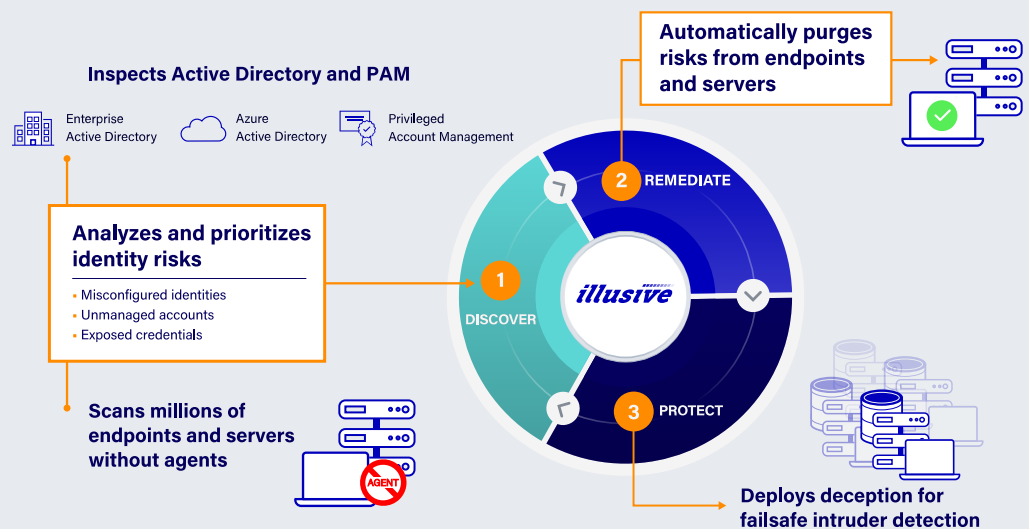 Inspects Active Directory and PAM
Enterprise
Active Directory
Azure
Active Directory
Privileged
Account Management
Analyzes and prioritizes
identity risks
• Misconfigured identities
• Unmanaged accounts
• Exposed credentials
Scans millions of
endpoints and servers
without agents
AGENT
1
DISCOVER
Automatically purges
risks from endpoints
and servers
2
REMEDIATE
illusive
3
PROTECT
Deploys deception for
failsafe intruder detection